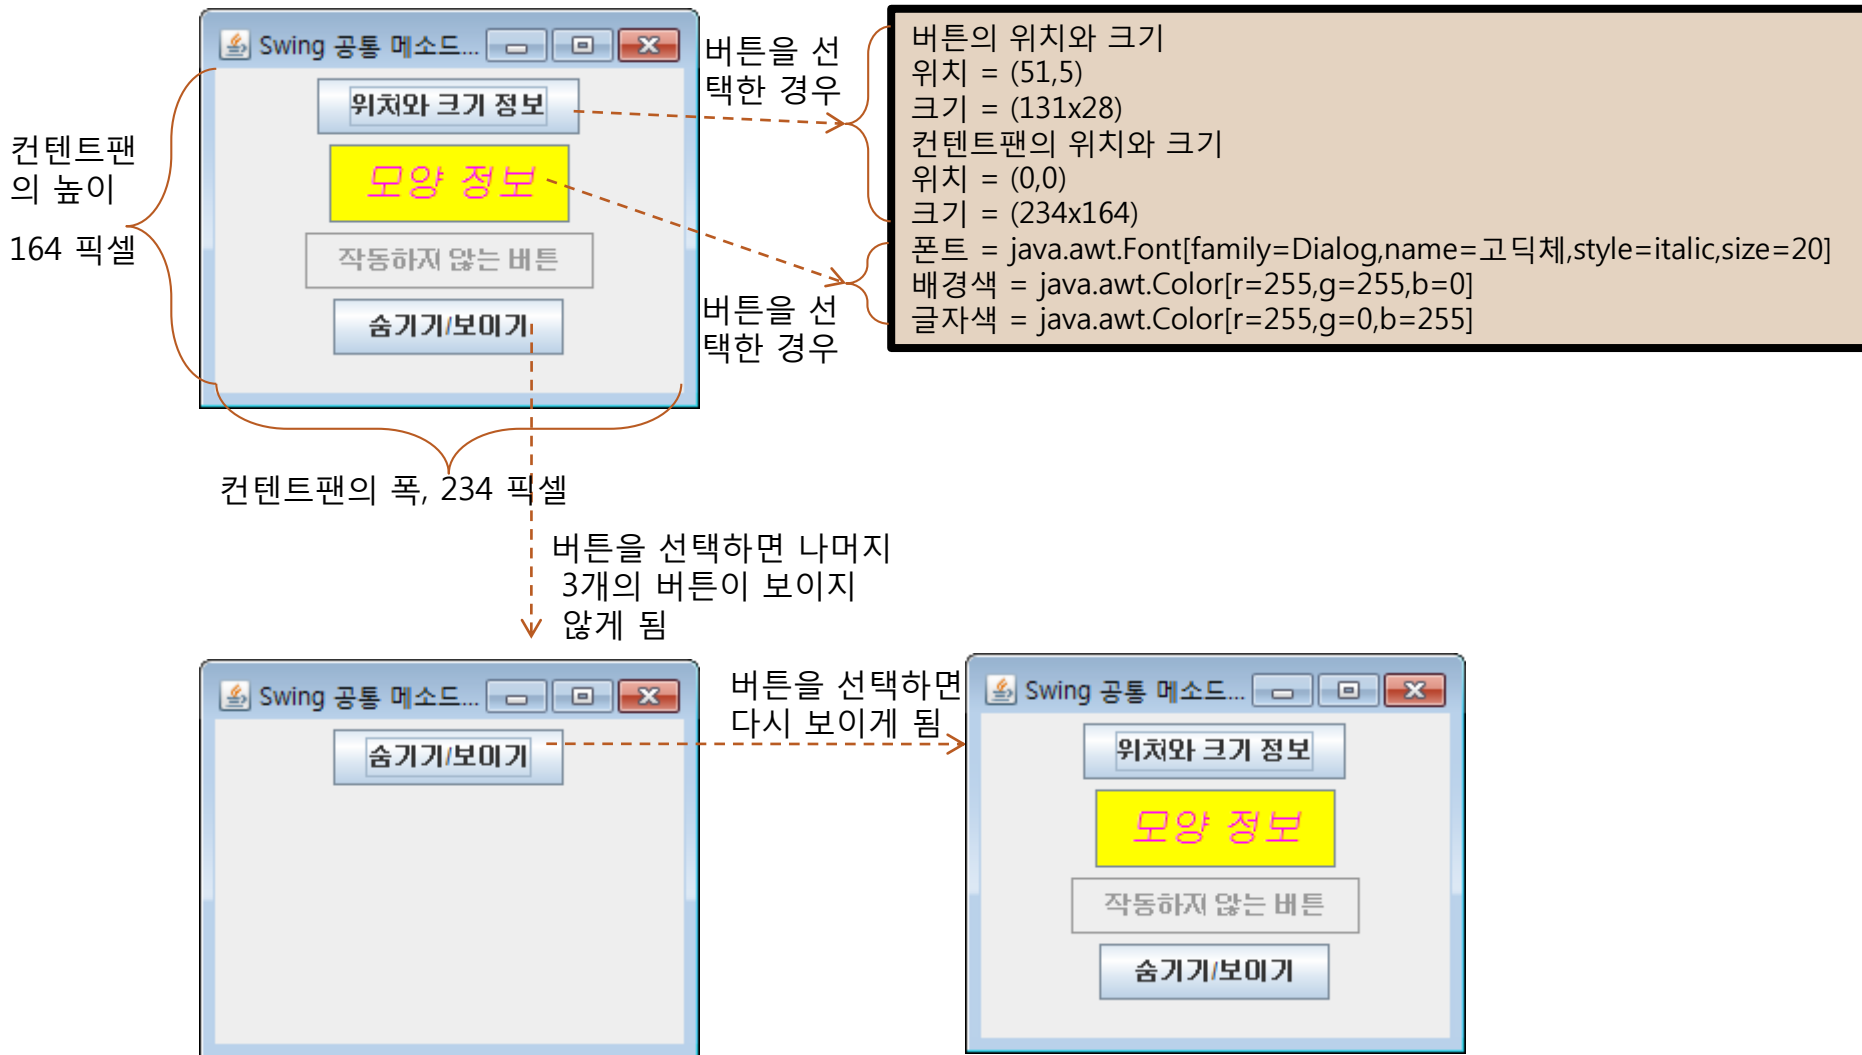 Swing 공통 메소드...
위치와 크기 정보
모양 정보
작동하지 않는 버튼
숨기기/보이기
컨텐트팬
의 높이
164 픽셀
버튼을 선
택한 경우
버튼을 선
택한 경우
버튼의 위치와 크기
위치 = (51,5)
크기 = (131x28)
컨텐트팬의 위치와 크기
위치 = (0,0)
크기 = (234x164)
폰트 = java.awt.Font[family=Dialog,name=고딕체,style=italic,size=20]
배경색 = java.awt.Color[r=255,g=255,b=0]
글자색 = java.awt.Color[r=255,g=0,b=255]
컨텐트팬의 폭, 234 픽셀
버튼을 선택하면 나머지
3개의 버튼이 보이지
않게 됨
Swing 공통 메소드...
숨기기/보이기
버튼을 선택하면
다시 보이게 됨
Swing 공통 메소드...
위치와 크기 정보
모양 정보
작동하지 않는 버튼
숨기기/보이기